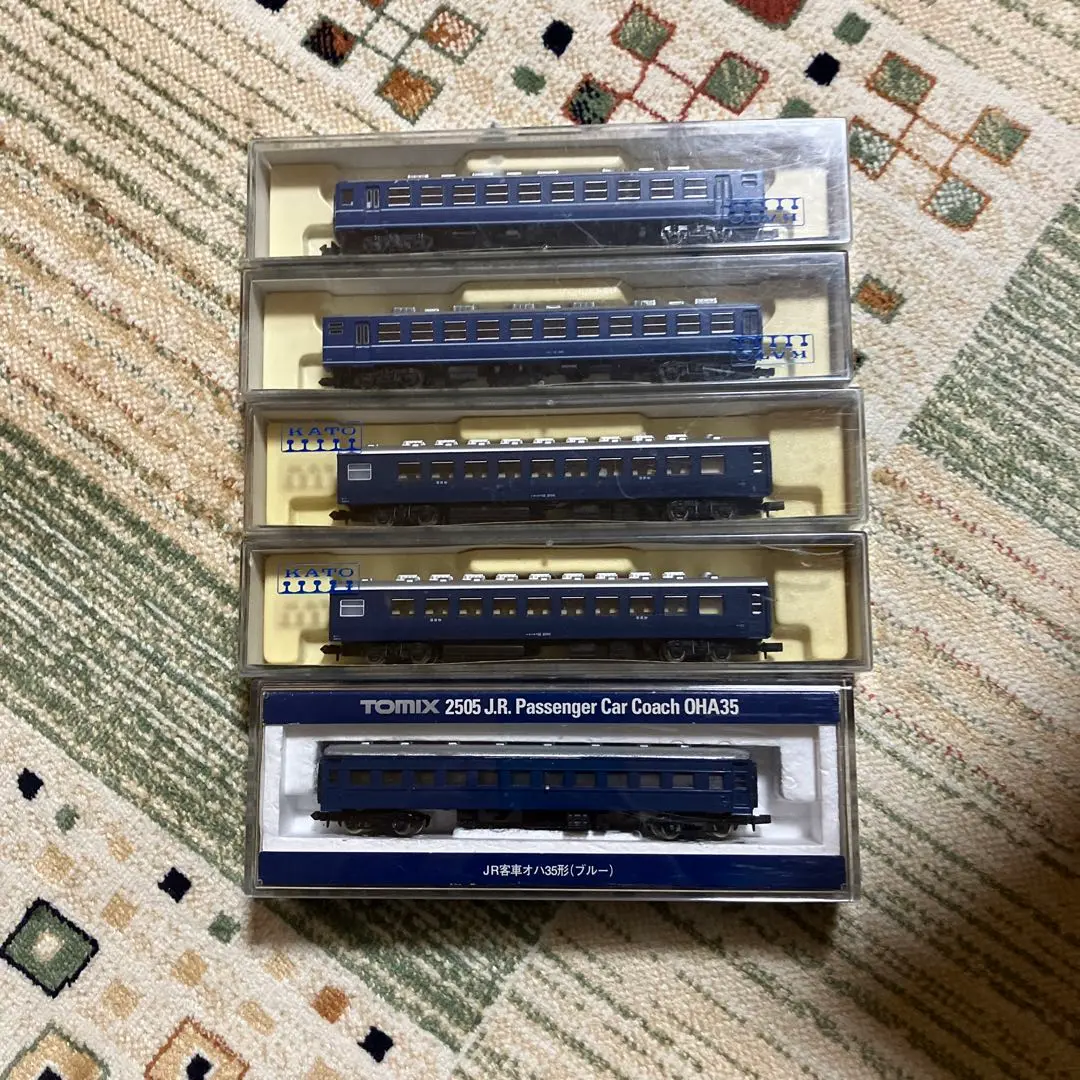 KATO
KATO
KATO
KATO
TOMIX 2505 J.R. Passenger Car Coach OHA35
JR客車オハ35形(ブルー)